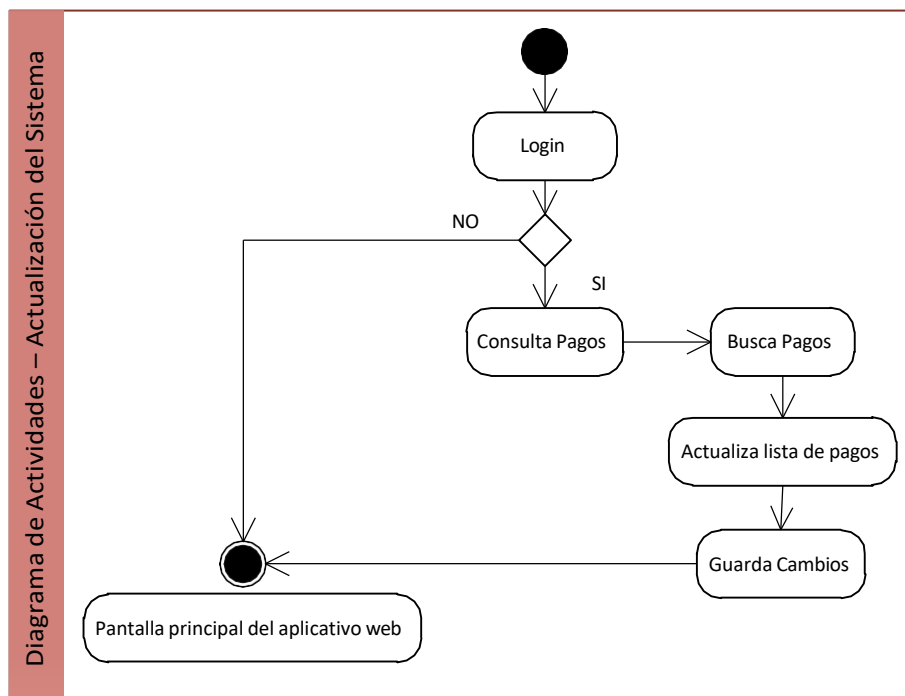 Diagrama de Actividades – Actualización del Sistema
Login
NO
SI
Consulta Pagos
Busca Pagos
Actualiza lista de pagos
Guarda Cambios
Pantalla principal del aplicativo web